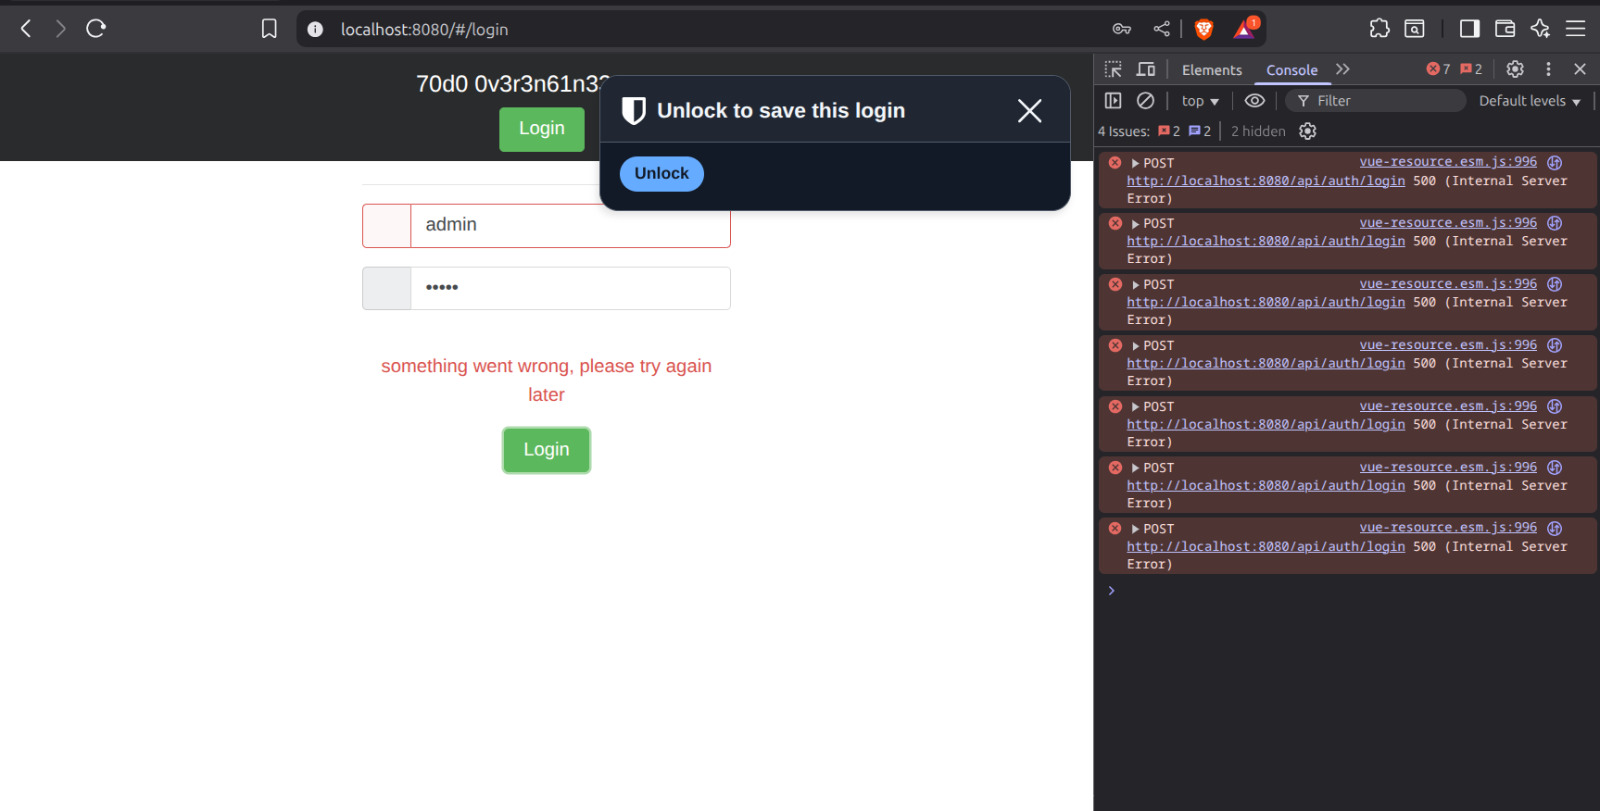 localhost:8080/#/login
1
70d0 0v3r3n61n33
Login
Unlock to save this login
Unlock
admin
•••••
something went wrong, please try again
later
Login
Elements Console 7 2
top Filter Default levels
4 Issues: 2 2 2 hidden
POST vue-resource.esm.js:996
http://localhost:8080/api/auth/login 500 (Internal Server
Error)
POST vue-resource.esm.js:996
http://localhost:8080/api/auth/login 500 (Internal Server
Error)
POST vue-resource.esm.js:996
http://localhost:8080/api/auth/login 500 (Internal Server
Error)
POST vue-resource.esm.js:996
http://localhost:8080/api/auth/login 500 (Internal Server
Error)
POST vue-resource.esm.js:996
http://localhost:8080/api/auth/login 500 (Internal Server
Error)
POST vue-resource.esm.js:996
http://localhost:8080/api/auth/login 500 (Internal Server
Error)
POST vue-resource.esm.js:996
http://localhost:8080/api/auth/login 500 (Internal Server
Error)